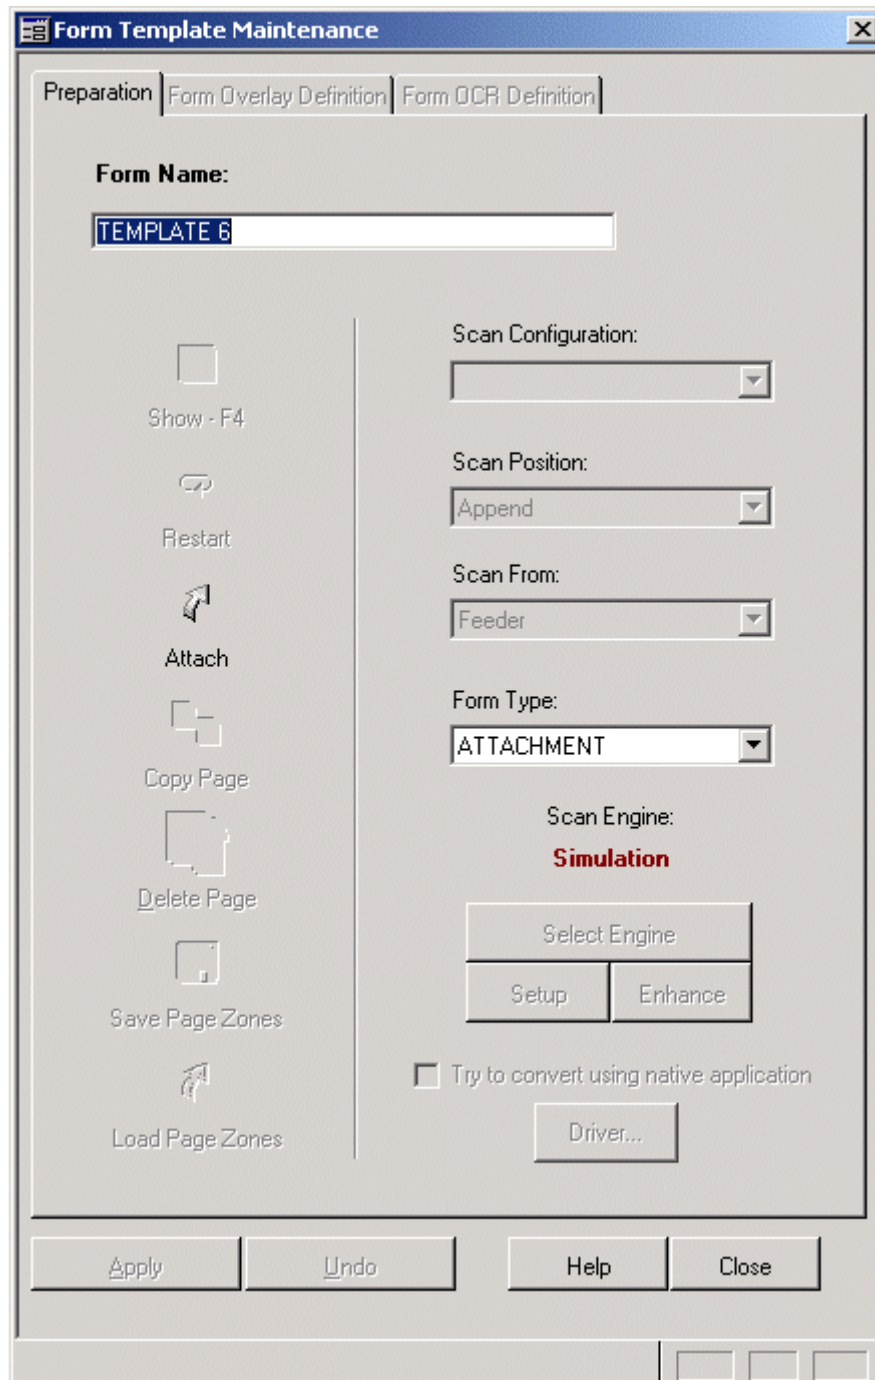 Form Template Maintenance
Preparation Form Overlay Definition Form OCR Definition
Form Name:
TEMPLATE 6
Show - F4
Restart
Attach
Copy Page
Delete Page
Save Page Zones
Load Page Zones
Scan Configuration:
Scan Position:
Append
Scan From:
Feeder
Form Type:
ATTACHMENT
Scan Engine:
Simulation
Select Engine
Setup Enhance
Try to convert using native application
Driver...
Apply Undo Help Close